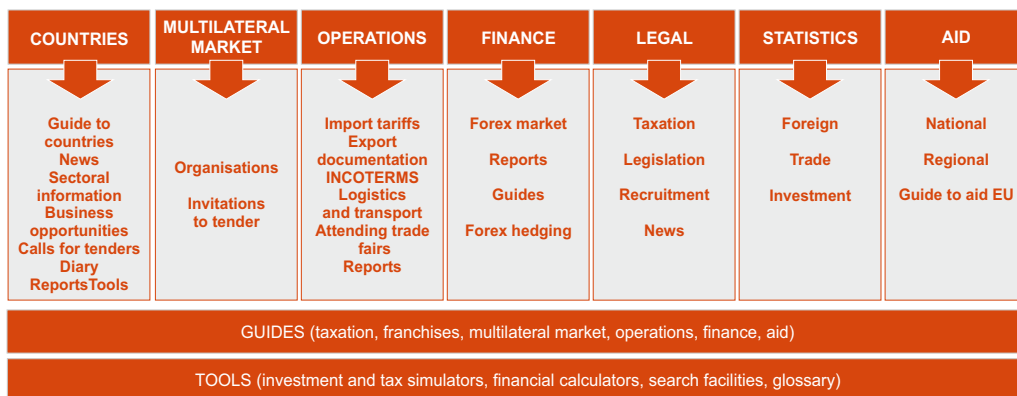 COUNTRIES
MULTILATERAL
MARKET
OPERATIONS
FINANCE
LEGAL
STATISTICS
AID
Guide to
countries
News
Sectoral
information
Business
opportunities
Calls for tenders
Diary
ReportsTools
Organisations
Invitations
to tender
Import tariffs
Export
documentation
INCOTERMS
Logistics
and transport
Attending trade
fairs
Reports
Forex market
Reports
Guides
Forex hedging
Taxation
Legislation
Recruitment
News
Foreign
Trade
Investment
National
Regional
Guide to aid EU
GUIDES (taxation, franchises, multilateral market, operations, finance, aid)
TOOLS (investment and tax simulators, financial calculators, search facilities, glossary)